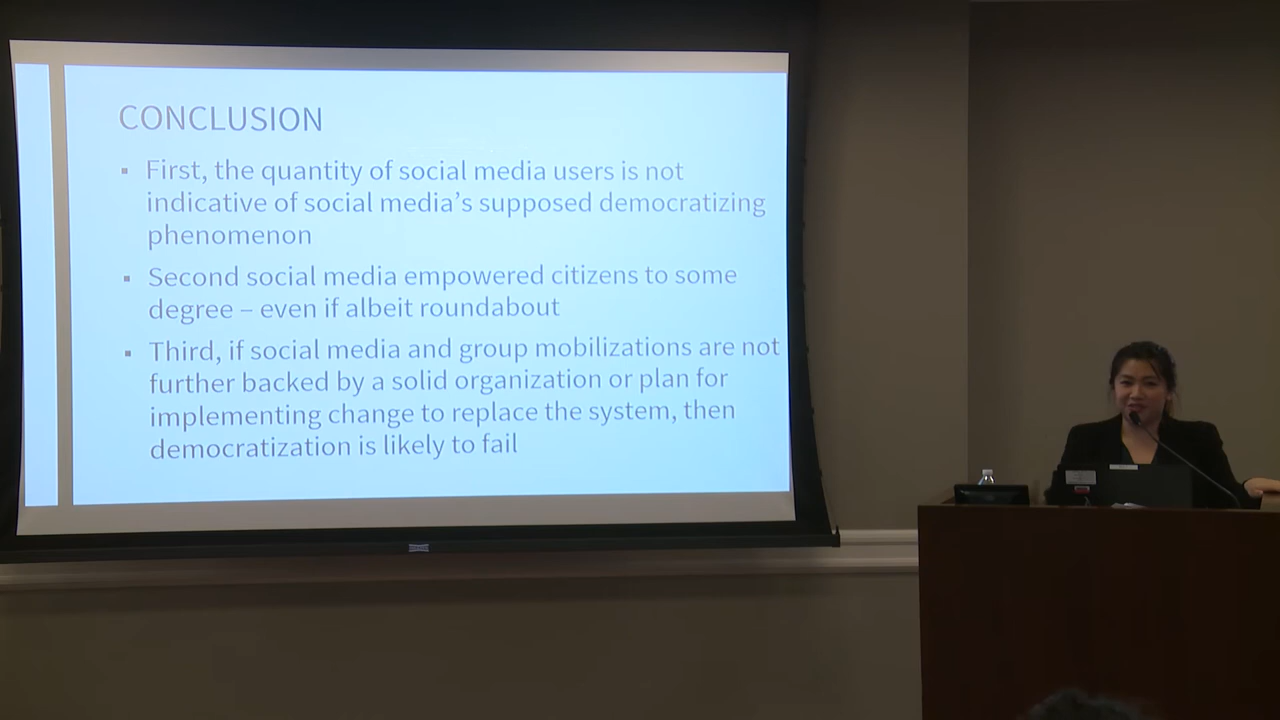 CONCLUSION
▪ First, the quantity of social media users is not
indicative of social media's supposed democratizing
phenomenon
▪ Second social media empowered citizens to some
degree – even if albeit roundabout
▪ Third, if social media and group mobilizations are not
further backed by a solid organization or plan for
implementing change to replace the system, then
democratization is likely to fail